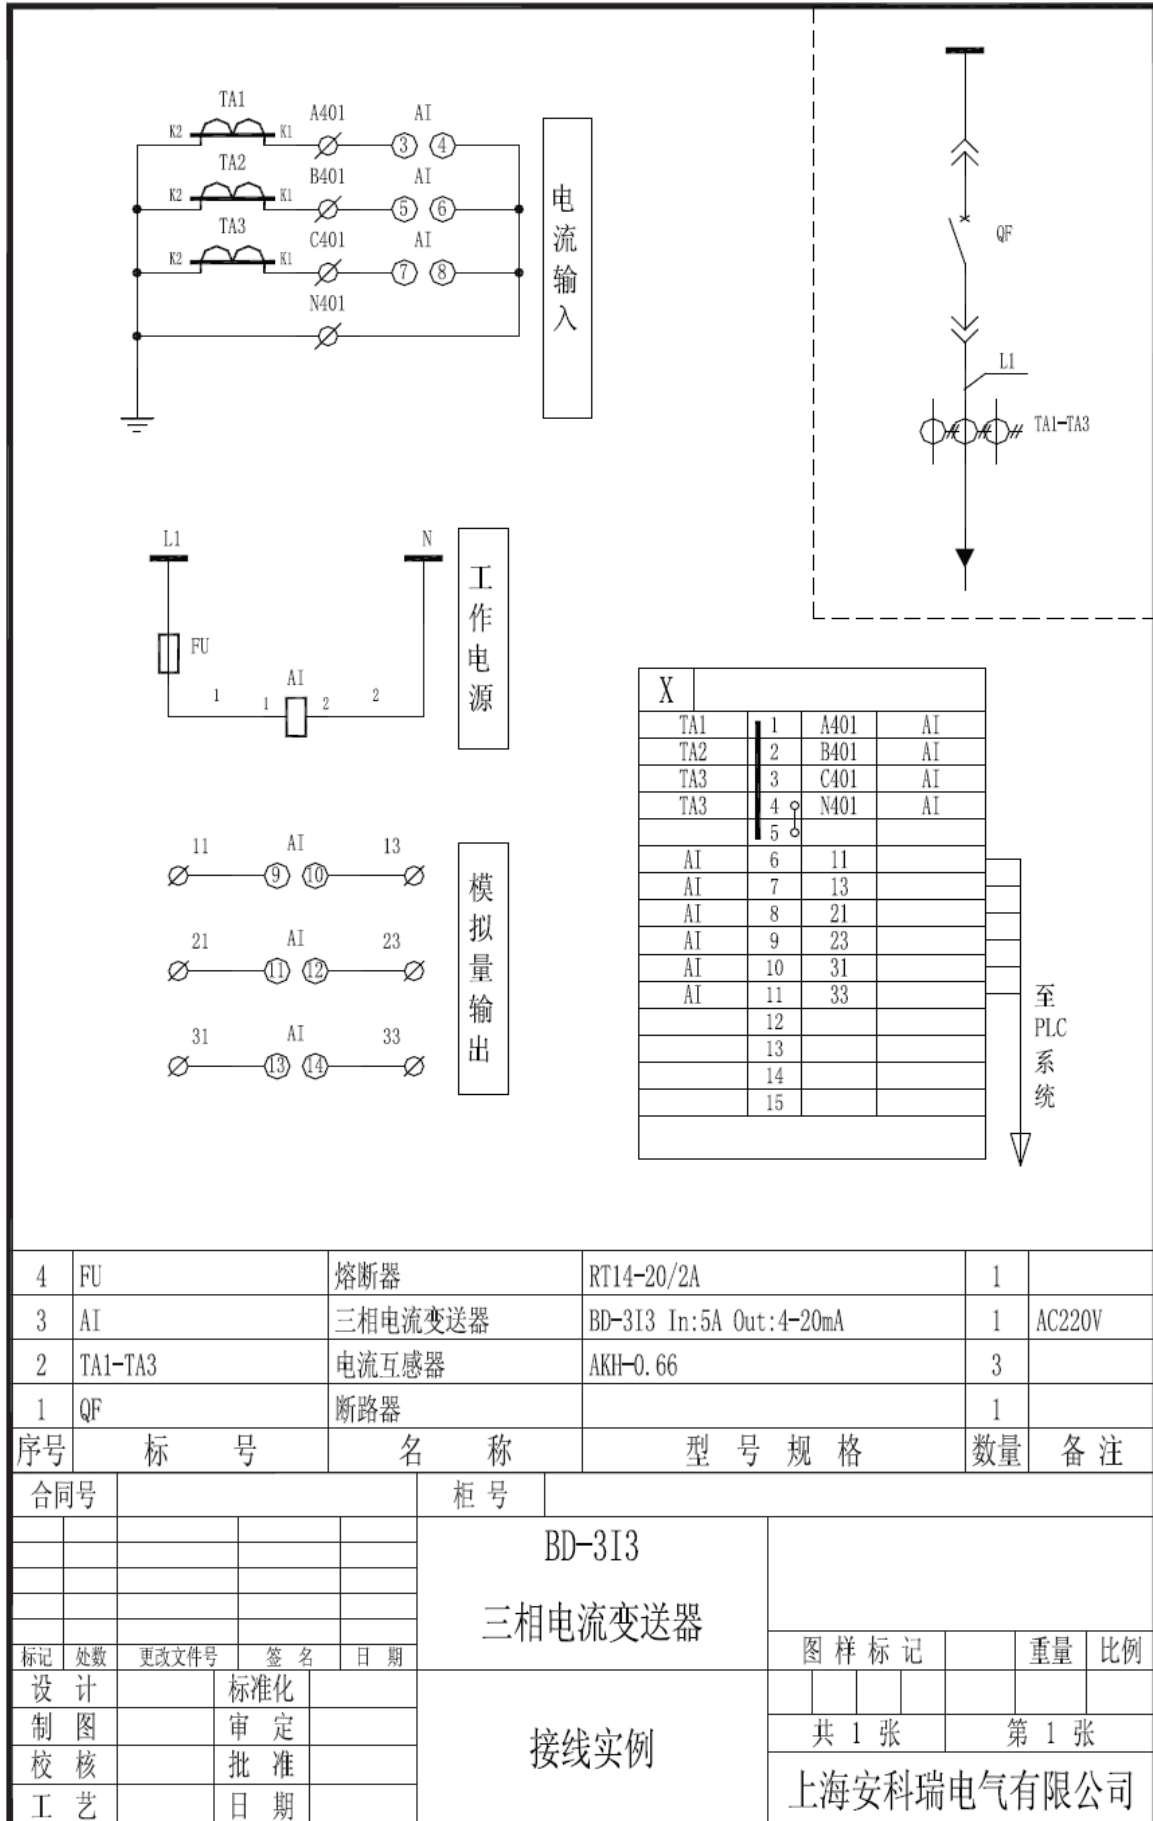 TA1
K2 K1 A401 AI
3 4
TA2
K2 K1 B401 AI
5 6
TA3
K2 K1 C401 AI
7 8
N401
电流输入
QF
L1
TA1-TA3
L1 N
FU
1 1 AI 2 2
工作电源
11 AI 13
9 10
21 AI 23
11 12
31 AI 33
13 14
模拟量输出
X
TA1 1 A401 AI
TA2 2 B401 AI
TA3 3 C401 AI
TA3 4 N401 AI
5
AI 6 11
AI 7 13
AI 8 21
AI 9 23
AI 10 31
AI 11 33
12
13
14
15
至
PLC
系
统
4 FU 熔断器 RT14-20/2A 1
3 AI 三相电流变送器 BD-3I3 In:5A Out:4-20mA 1 AC220V
2 TA1-TA3 电流互感器 AKH-0.66 3
1 QF 断路器 1
序号 标 号 名 称 型 号 规 格 数量 备 注
合同号 柜 号
BD-3I3
三相电流变送器
接线实例
标记 处数 更改文件号 签 名 日 期
设 计 标准化
制 图 审 定
校 核 批 准
工 艺 日 期
图 样 标 记 重量 比例
共 1 张 第 1 张
上海安科瑞电气有限公司